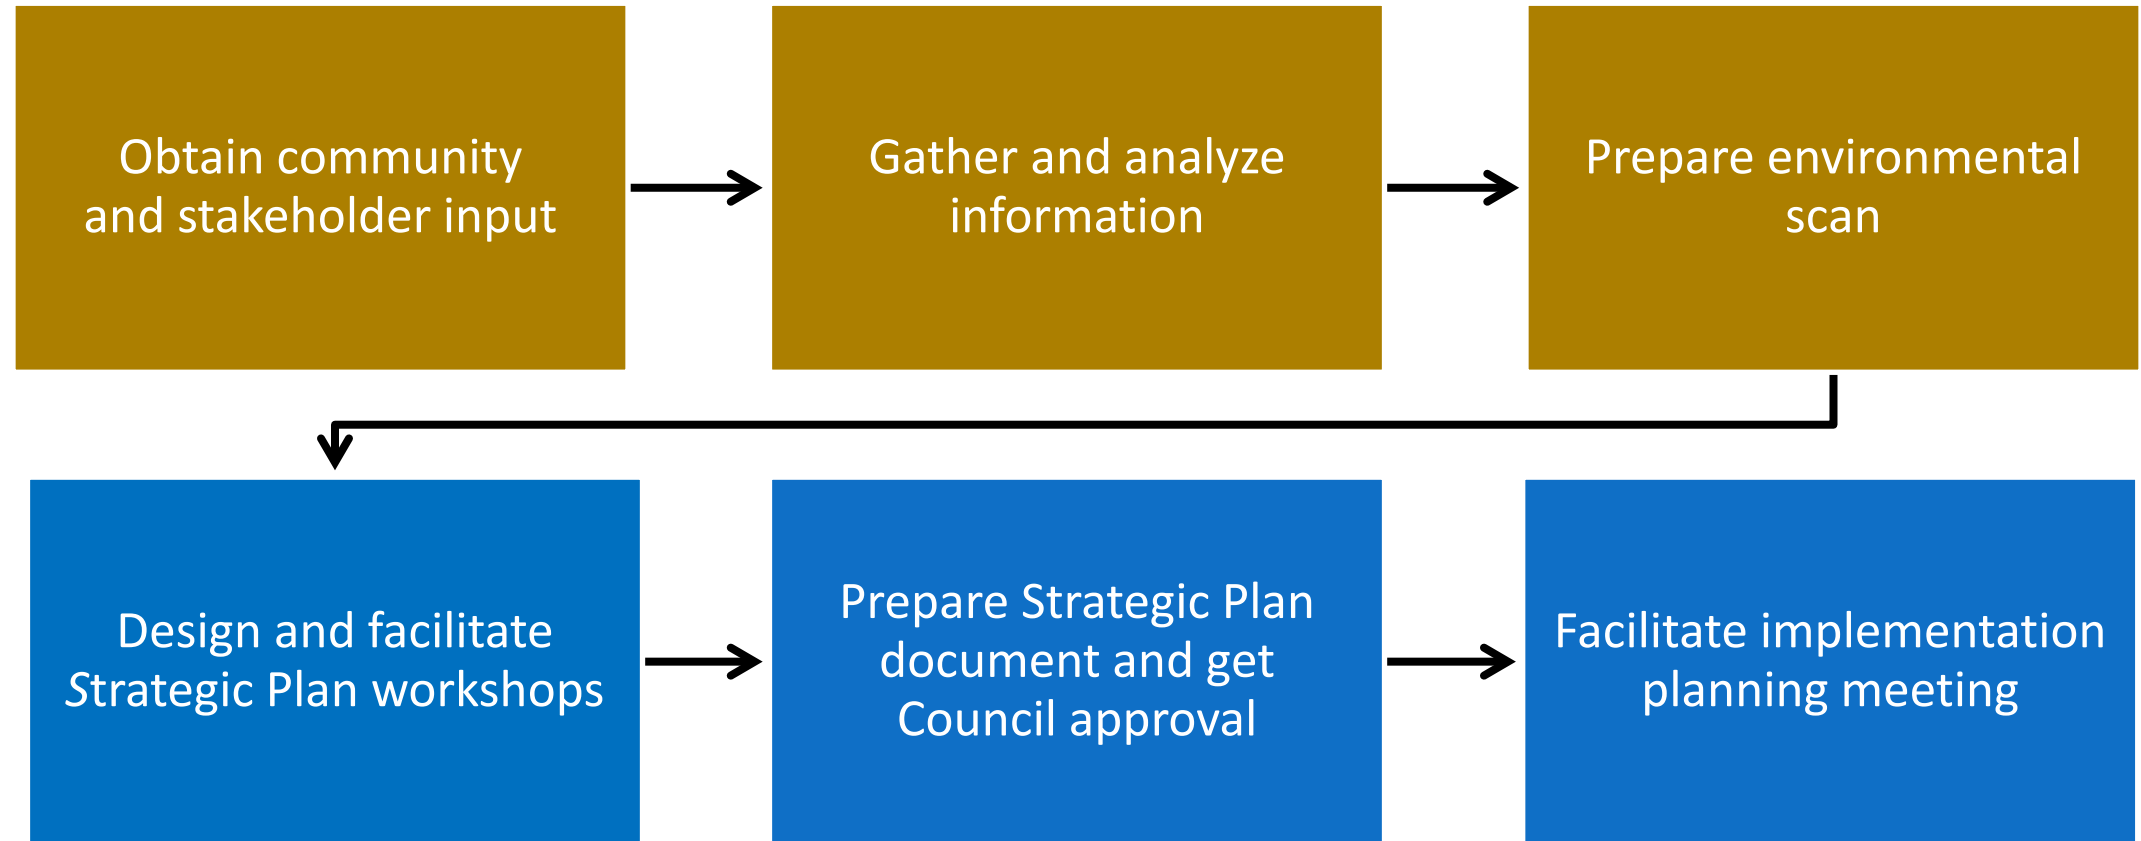 Obtain community
and stakeholder input
Gather and analyze
information
Prepare environmental
scan
Design and facilitate
Strategic Plan workshops
Prepare Strategic Plan
document and get
Council approval
Facilitate implementation
planning meeting